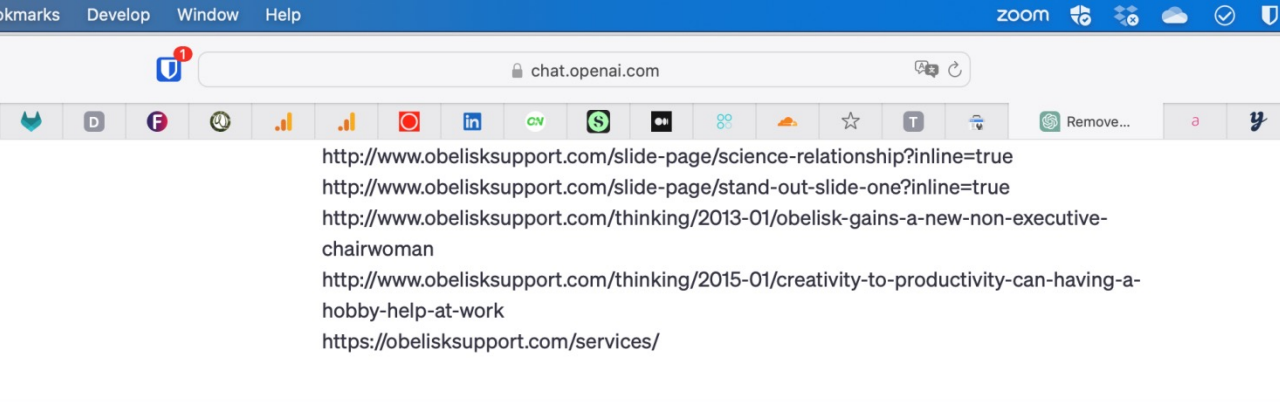 okmarks Develop Window Help zoom
1
chat.openai.com
D F CN S T Remove... a y
http://www.obelisksupport.com/slide-page/science-relationship?inline=true
http://www.obelisksupport.com/slide-page/stand-out-slide-one?inline=true
http://www.obelisksupport.com/thinking/2013-01/obelisk-gains-a-new-non-executive-
chairwoman
http://www.obelisksupport.com/thinking/2015-01/creativity-to-productivity-can-having-a-
hobby-help-at-work
https://obelisksupport.com/services/